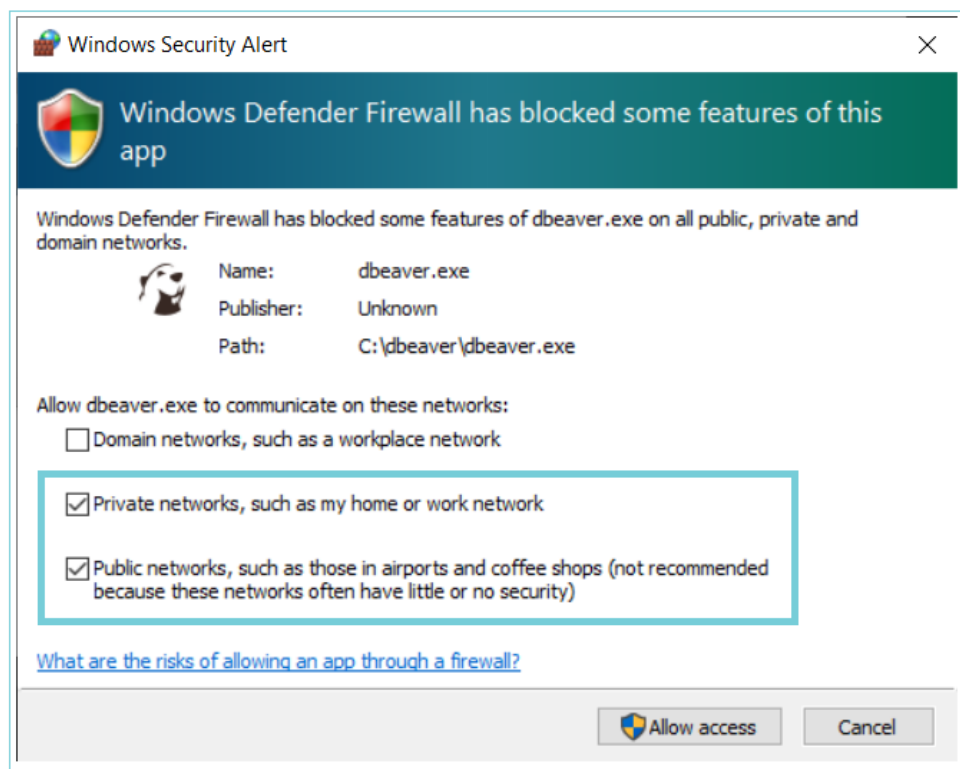 Windows Security Alert
Windows Defender Firewall has blocked some features of this
app
Windows Defender Firewall has blocked some features of dbeaver.exe on all public, private and
domain networks.
Name: dbeaver.exe
Publisher: Unknown
Path: C:\dbeaver\dbeaver.exe
Allow dbeaver.exe to communicate on these networks:
Domain networks, such as a workplace network
Private networks, such as my home or work network
Public networks, such as those in airports and coffee shops (not recommended
because these networks often have little or no security)
What are the risks of allowing an app through a firewall?
Allow access Cancel